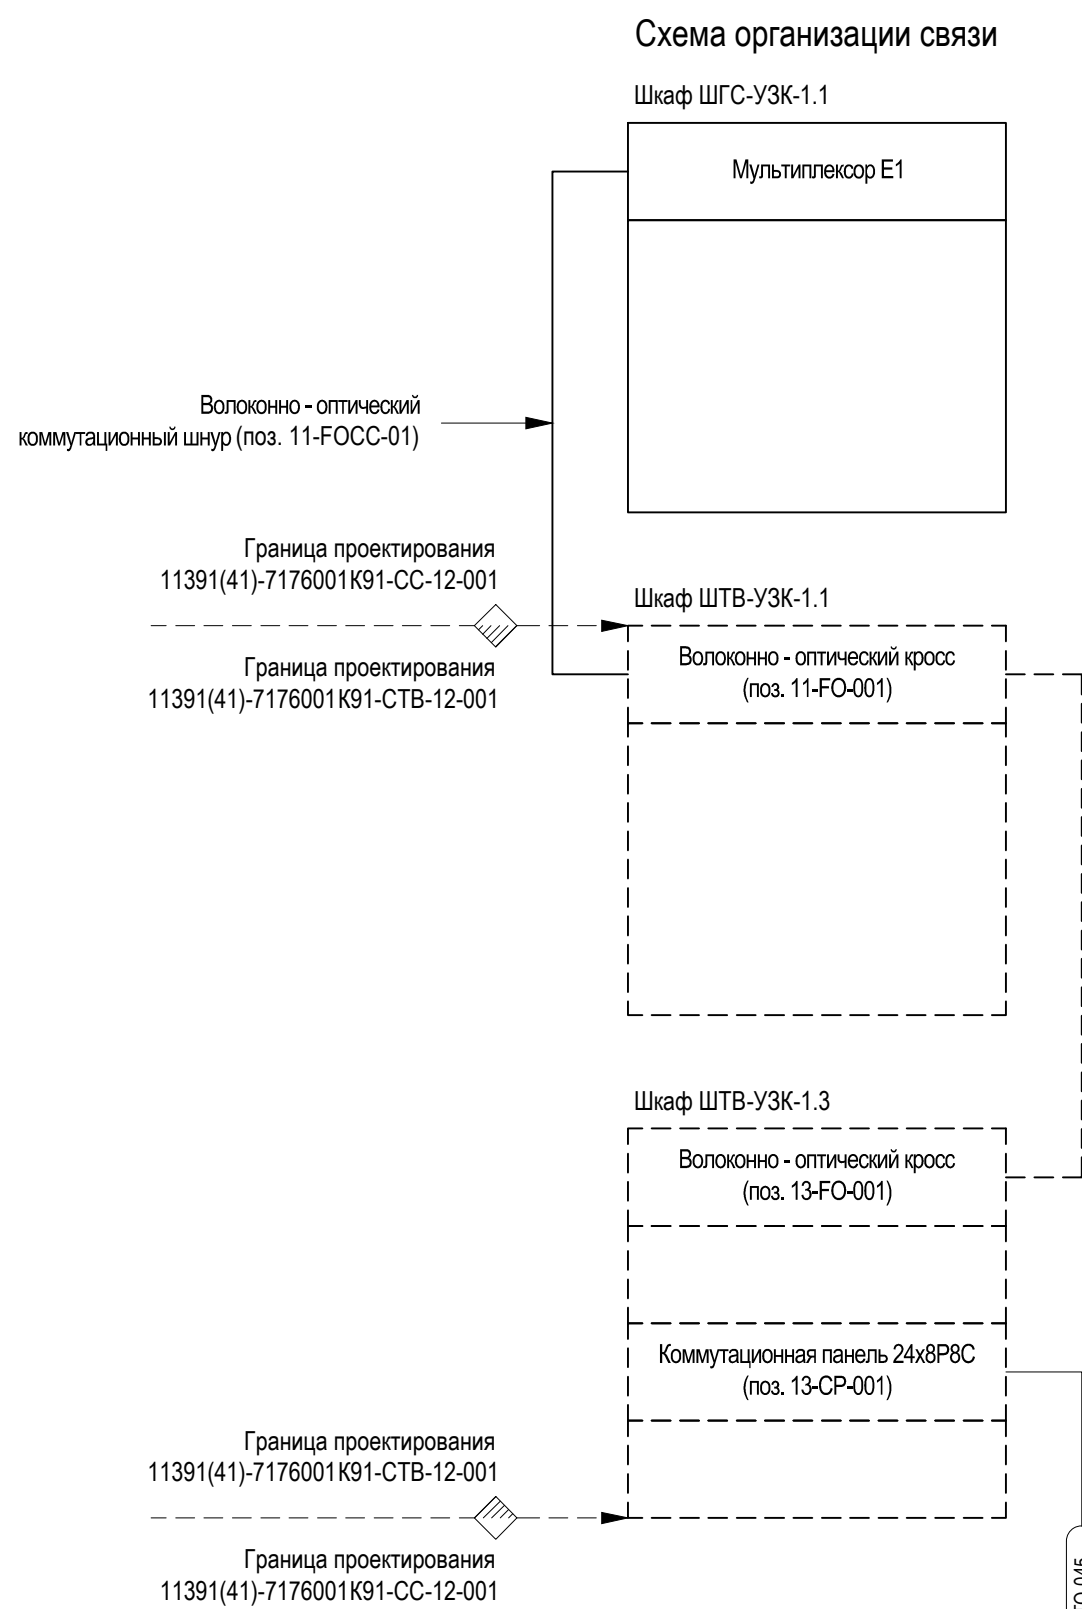 Схема организации связи
Шкаф ШГС-УЗК-1.1
Мультиплексор E1
Волоконно - оптический
коммутационный шнур (поз. 11-FOCC-01)
Граница проектирования
11391(41)-7176001К91-СС-12-001
Граница проектирования
11391(41)-7176001К91-СТВ-12-001
Шкаф ШТВ-УЗК-1.1
Волоконно - оптический кросс
(поз. 11-FO-001)
Шкаф ШТВ-УЗК-1.3
Волоконно - оптический кросс
(поз. 13-FO-001)
Коммутационная панель 24x8P8C
(поз. 13-CP-001)
Граница проектирования
11391(41)-7176001К91-СТВ-12-001
Граница проектирования
11391(41)-7176001К91-СС-12-001